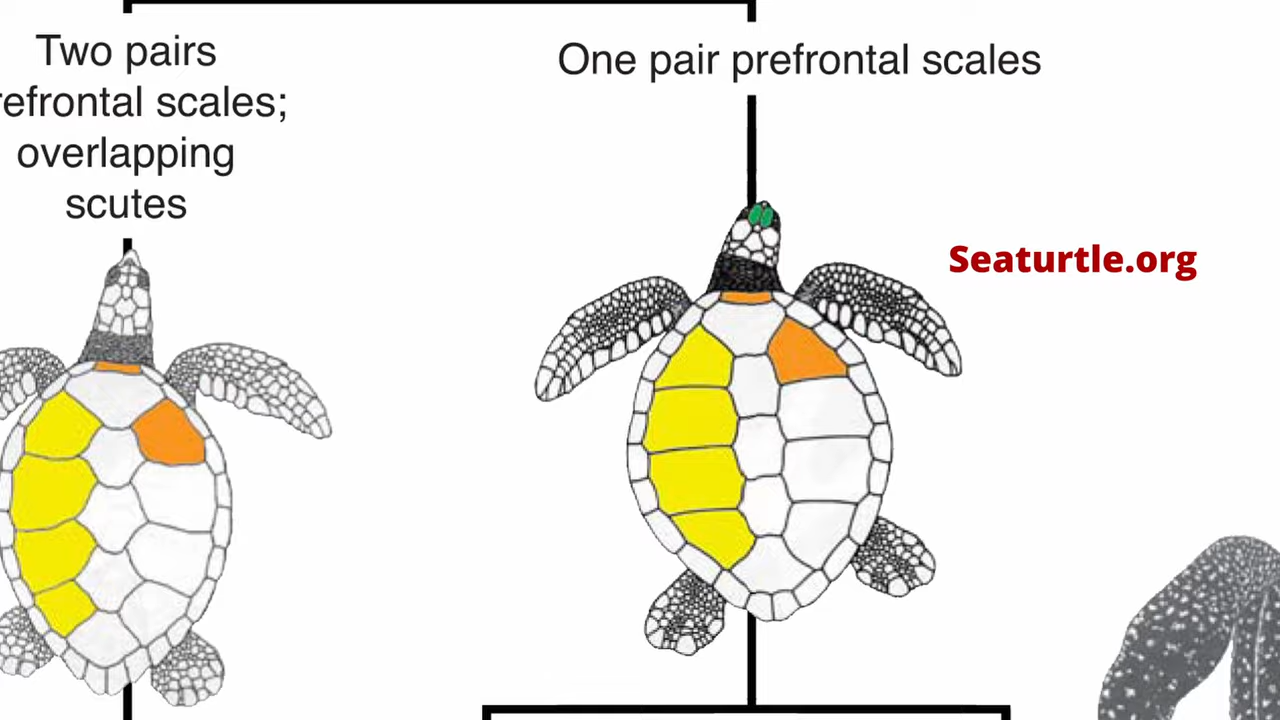 Two pairs
refrontal scales;
overlapping
scutes
One pair prefrontal scales
Seaturtle.org